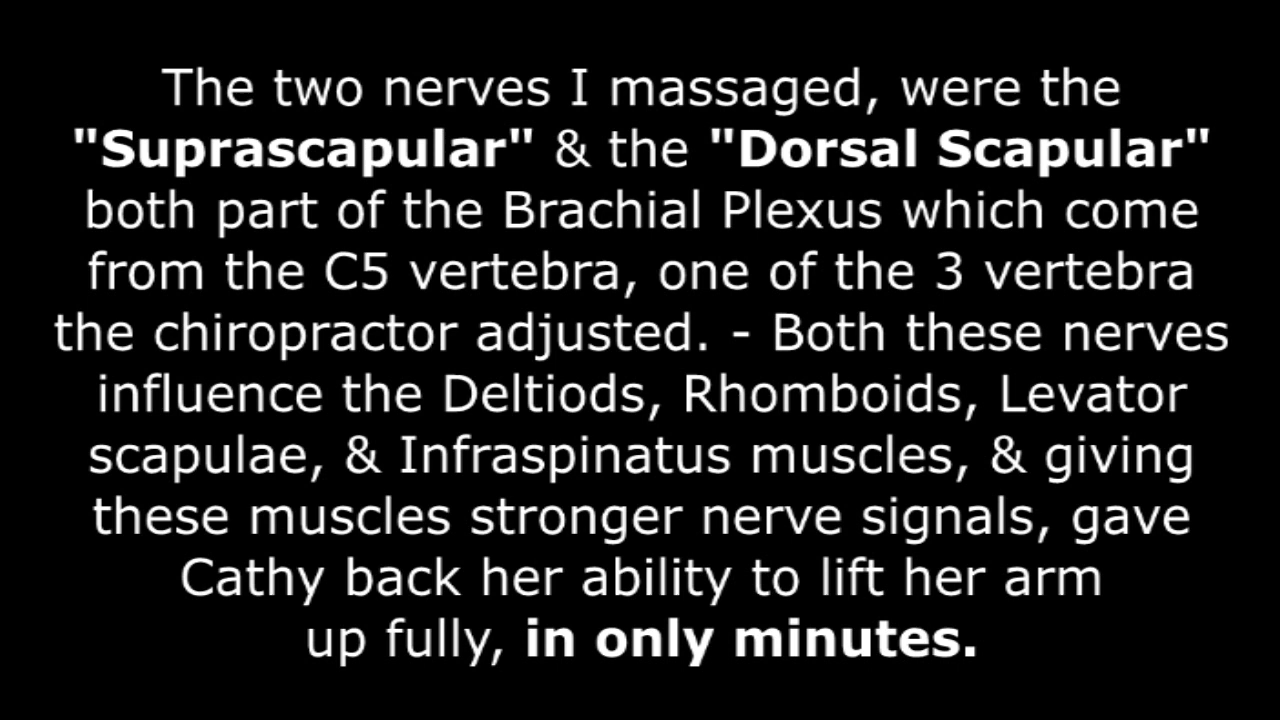 The two nerves I massaged, were the
"Suprascapular" & the "Dorsal Scapular"
both part of the Brachial Plexus which come
from the C5 vertebra, one of the 3 vertebra
the chiropractor adjusted. - Both these nerves
influence the Deltiods, Rhomboids, Levator
scapulae, & Infraspinatus muscles, & giving
these muscles stronger nerve signals, gave
Cathy back her ability to lift her arm
up fully, in only minutes.